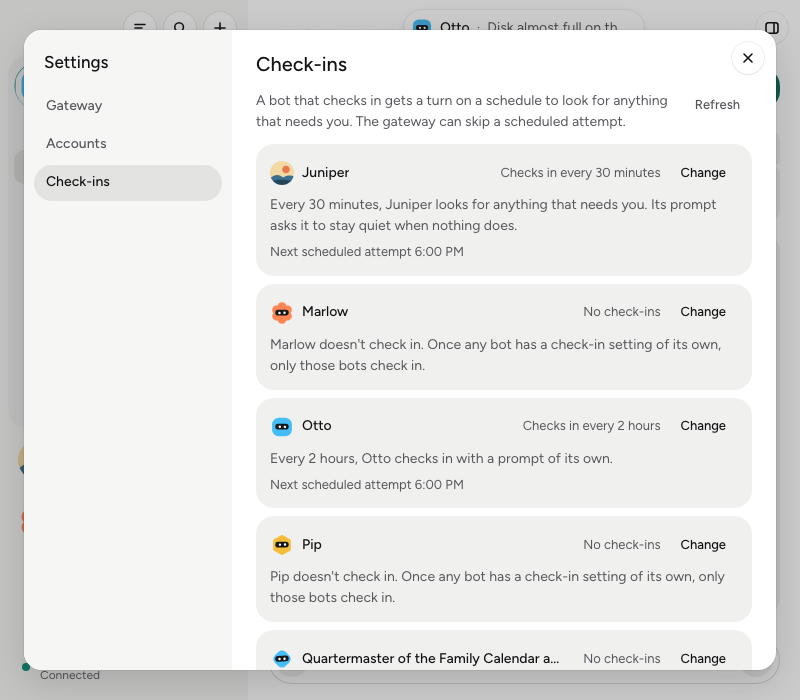 Otto · Disk almost full on th
Settings
Gateway
Accounts
Check-ins
Check-ins
A bot that checks in gets a turn on a schedule to look for anything
that needs you. The gateway can skip a scheduled attempt.
Refresh
Juniper
Checks in every 30 minutes
Change
Every 30 minutes, Juniper looks for anything that needs you. Its prompt
asks it to stay quiet when nothing does.
Next scheduled attempt 6:00 PM
Marlow
No check-ins
Change
Marlow doesn't check in. Once any bot has a check-in setting of its own,
only those bots check in.
Otto
Checks in every 2 hours
Change
Every 2 hours, Otto checks in with a prompt of its own.
Next scheduled attempt 6:00 PM
Pip
No check-ins
Change
Pip doesn't check in. Once any bot has a check-in setting of its own, only
those bots check in.
Quartermaster of the Family Calendar a...
No check-ins
Change
Connected